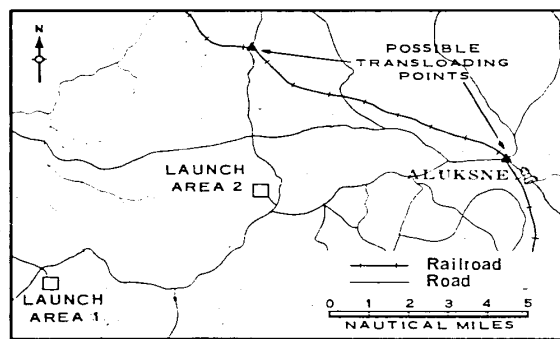 N
POSSIBLE
TRANSLOADING
POINTS
ALUKSNE
LAUNCH
AREA 2
LAUNCH
AREA 1
Railroad
Road
0 1 2 3 4 5
NAUTICAL MILES